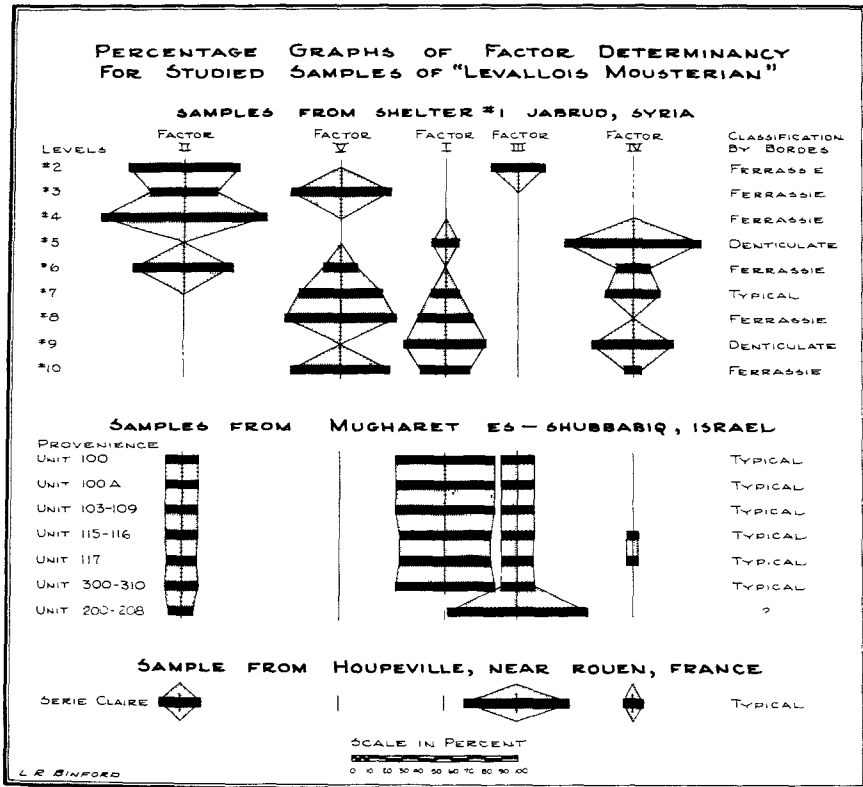 PERCENTAGE GRAPHS OF FACTOR DETERMINANCY
FOR STUDIED SAMPLES OF "LEVALLOIS MOUSTERIAN"
SAMPLES FROM SHELTER #1 JABRUD, SYRIA
LEVELS FACTOR II FACTOR V FACTOR I FACTOR III FACTOR IV CLASSIFICATION BY BORDES
#2 FERRASSIE
#3 FERRASSIE
#4 FERRASSIE
#5 DENTICULATE
#6 FERRASSIE
#7 TYPICAL
#8 FERRASSIE
#9 DENTICULATE
#10 FERRASSIE
SAMPLES FROM MUGHARET ES-SHUBBABIQ, ISRAEL
PROVENIENCE
UNIT 100 TYPICAL
UNIT 100A TYPICAL
UNIT 103-109 TYPICAL
UNIT 115-116 TYPICAL
UNIT 117 TYPICAL
UNIT 300-310 TYPICAL
UNIT 200-208 ?
SAMPLE FROM HOUPEVILLE, NEAR ROUEN, FRANCE
SERIE CLAIRE TYPICAL
SCALE IN PERCENT
0 10 20 30 40 50 60 70 80 90 100
L R BINFORD